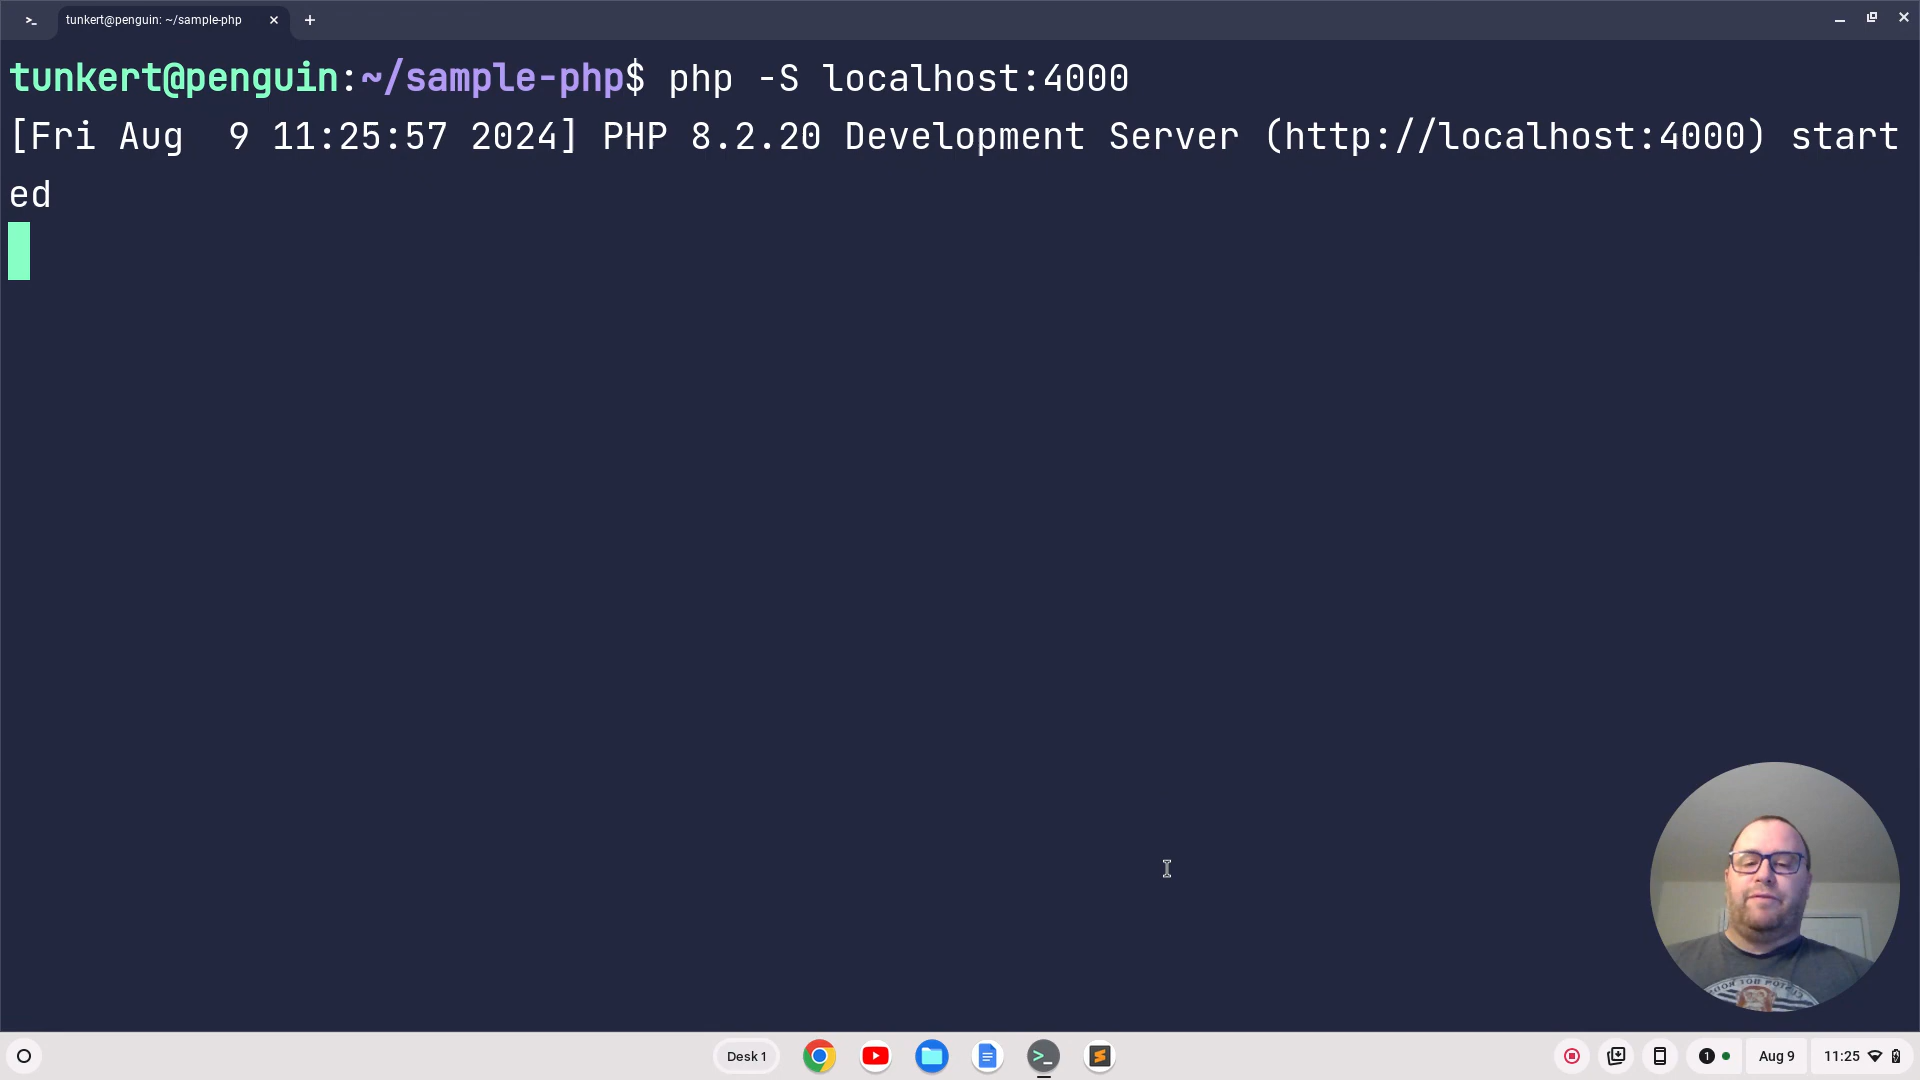 tunkert@penguin: ~/sample-php
tunkert@penguin:~/sample-php$ php -S localhost:4000
[Fri Aug  9 11:25:57 2024] PHP 8.2.20 Development Server (http://localhost:4000) start
ed
Desk 1
1
Aug 9
11:25